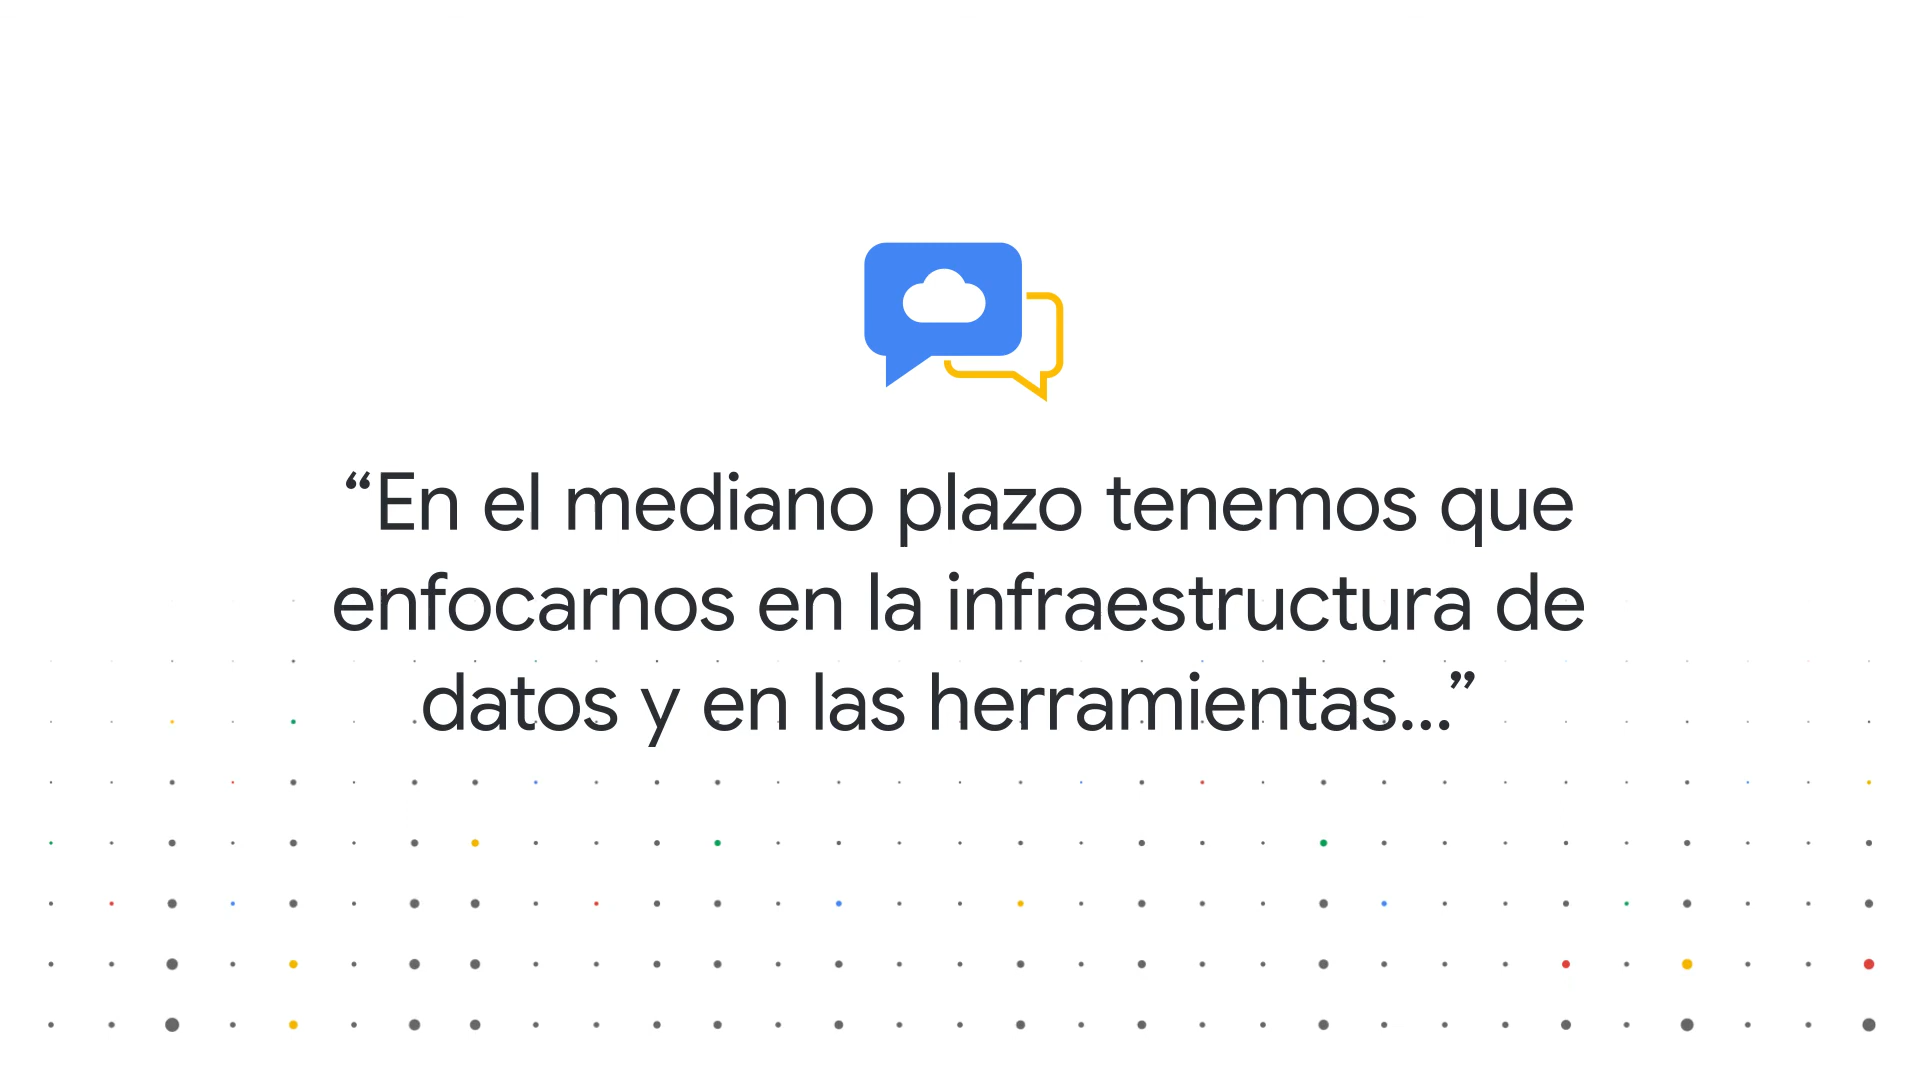 “En el mediano plazo tenemos que
enfocarnos en la infraestructura de
datos y en las herramientas...”